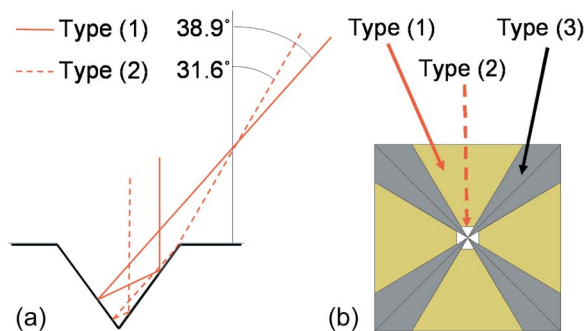 Type (1) 38.9°
Type (2) 31.6°
(a)
(b)
Type (1)
Type (3)
Type (2)